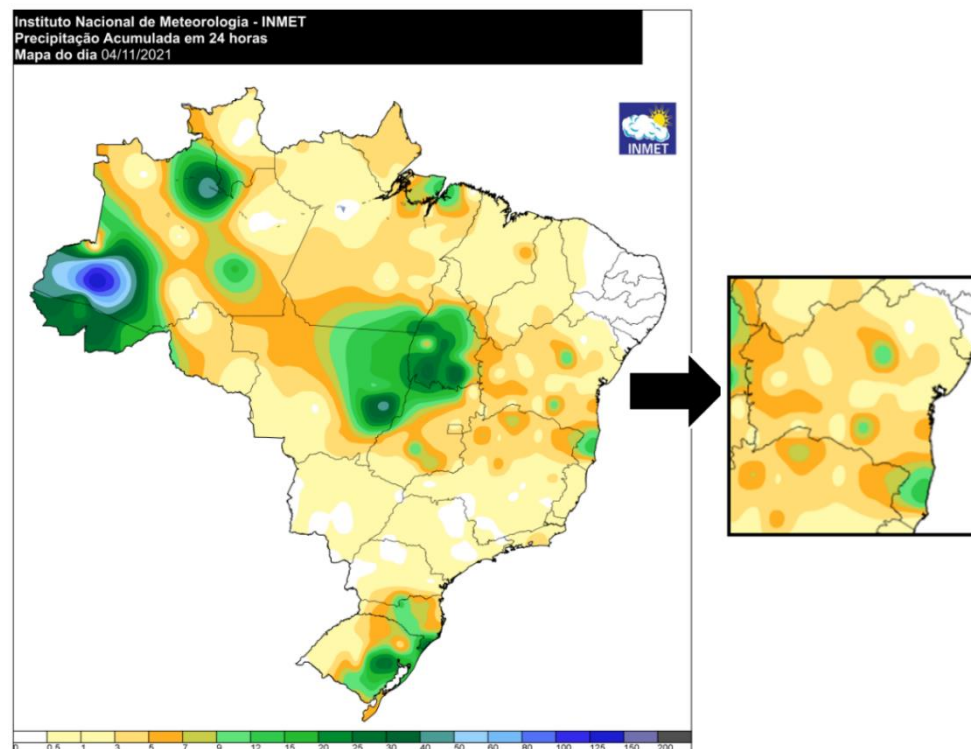 Instituto Nacional de Meteorologia - INMET
Precipitação Acumulada em 24 horas
Mapa do dia 04/11/2021
INMET
0 0.5 1 3 5 7 9 12 15 20 25 30 40 50 60 80 100 125 150 200